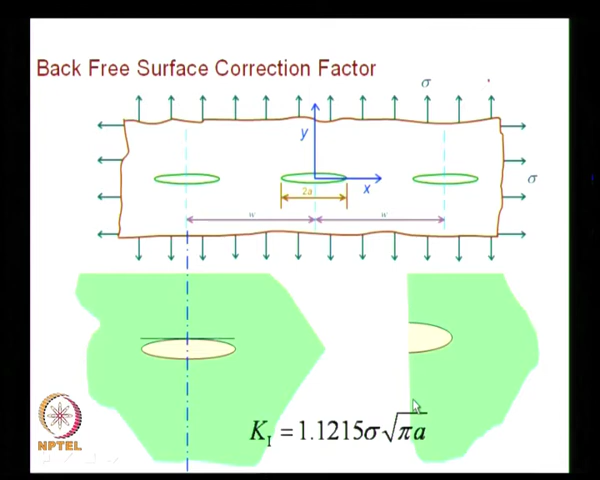 Back Free Surface Correction Factor
σ
y
x
σ
2a
w
w
K_I = 1.1215σ√πa
NPTEL